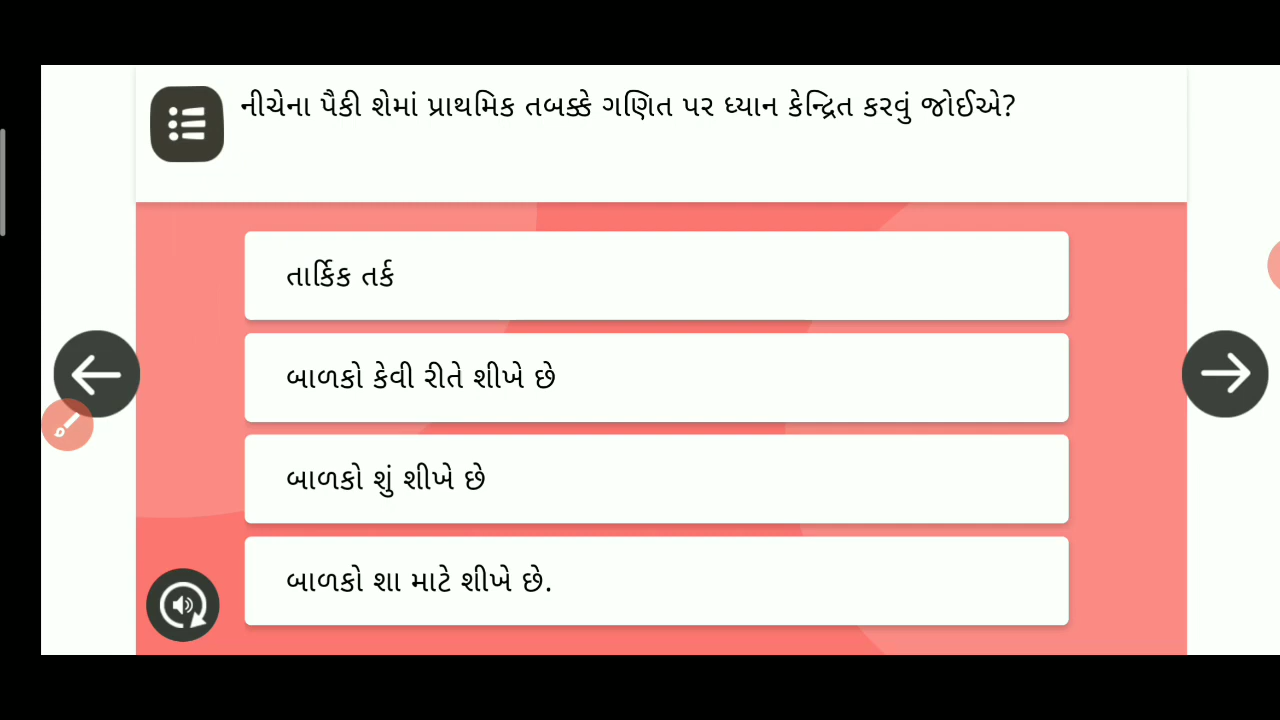 નીચેના પૈકી શેમાં પ્રાથમિક તબક્કે ગણિત પર ધ્યાન કેન્દ્રિત કરવું જોઈએ?
તાર્કિક તર્ક
બાળકો કેવી રીતે શીખે છે
બાળકો શું શીખે છે
બાળકો શા માટે શીખે છે.